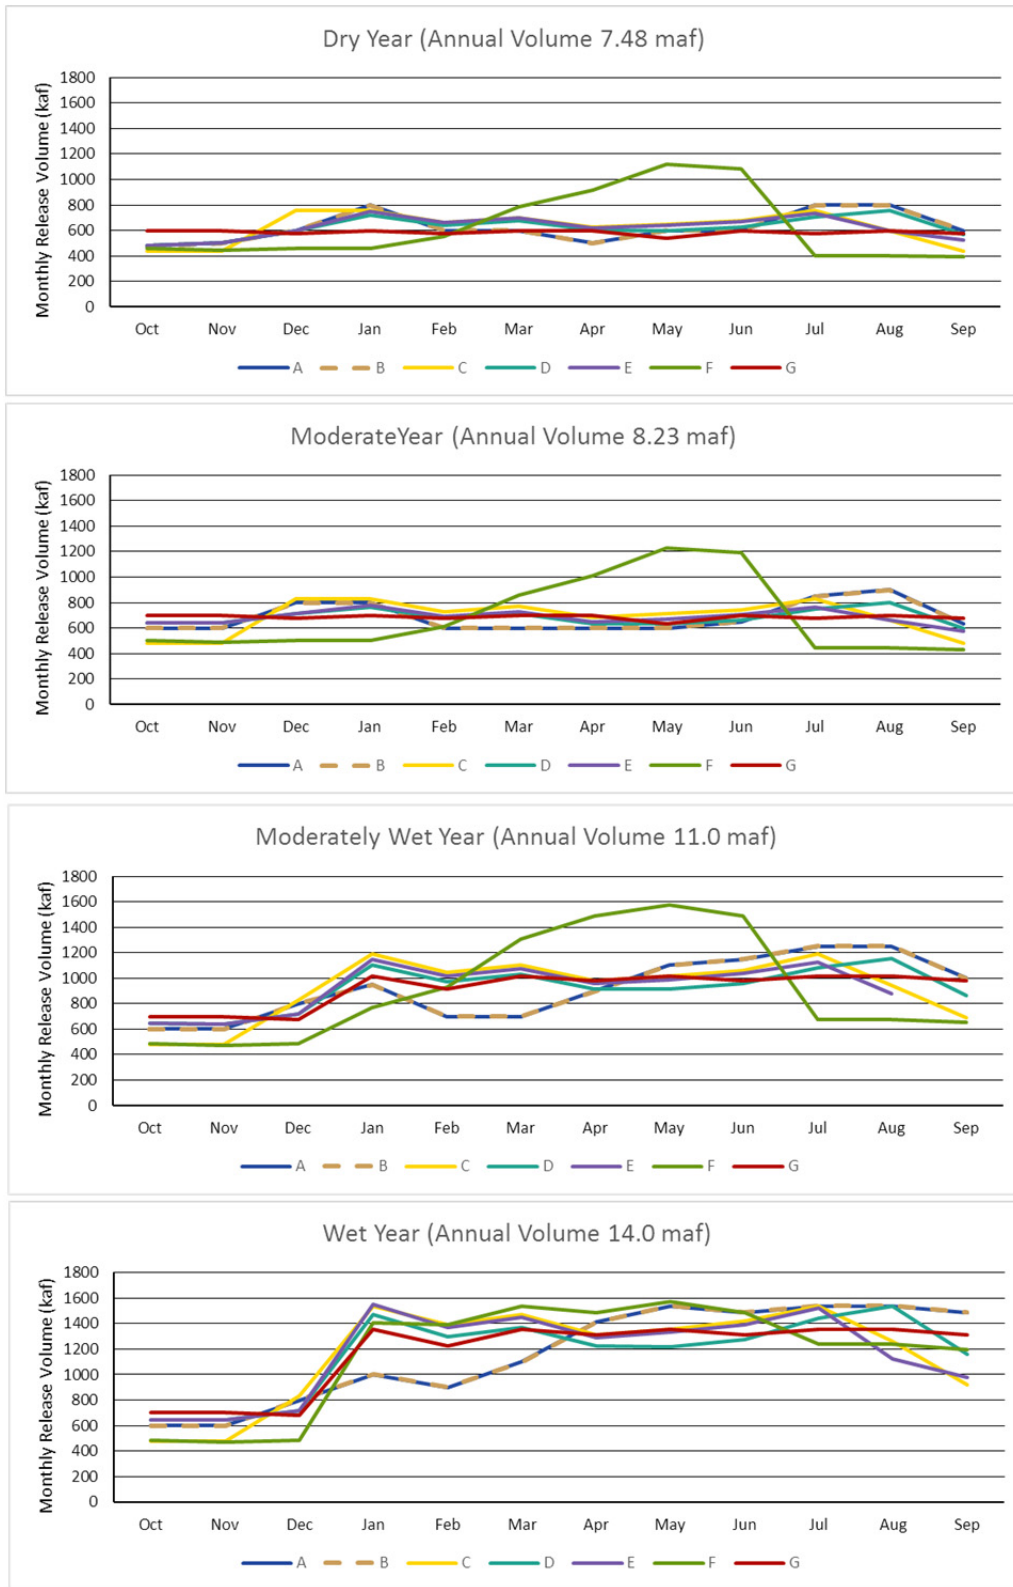 Dry Year (Annual Volume 7.48 maf)
Monthly Release Volume (kaf)
1800
1600
1400
1200
1000
800
600
400
200
0
Oct Nov Dec Jan Feb Mar Apr May Jun Jul Aug Sep
A B C D E F G
ModerateYear (Annual Volume 8.23 maf)
Monthly Release Volume (kaf)
1800
1600
1400
1200
1000
800
600
400
200
0
Oct Nov Dec Jan Feb Mar Apr May Jun Jul Aug Sep
A B C D E F G
Moderately Wet Year (Annual Volume 11.0 maf)
Monthly Release Volume (kaf)
1800
1600
1400
1200
1000
800
600
400
200
0
Oct Nov Dec Jan Feb Mar Apr May Jun Jul Aug Sep
A B C D E F G
Wet Year (Annual Volume 14.0 maf)
Monthly Release Volume (kaf)
1800
1600
1400
1200
1000
800
600
400
200
0
Oct Nov Dec Jan Feb Mar Apr May Jun Jul Aug Sep
A B C D E F G